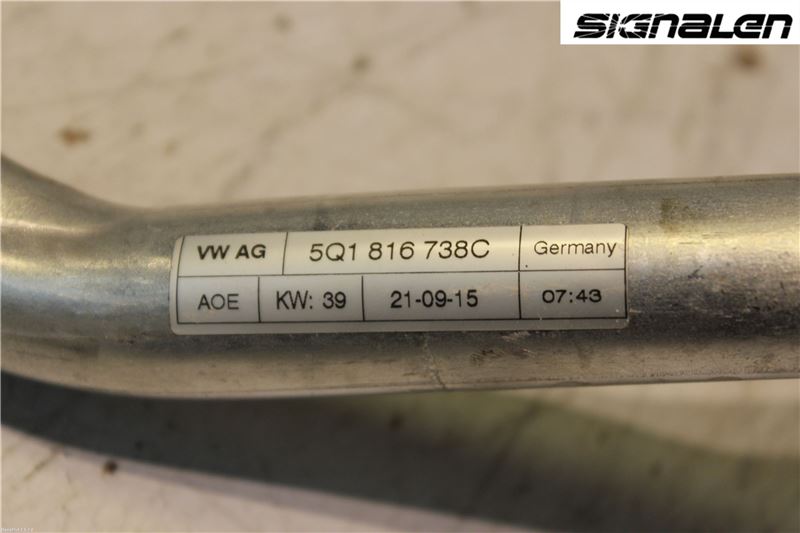 SIGNALEN
VW AG 5Q1 816 738C Germany
AOE KW: 39 21-09-15 07:43